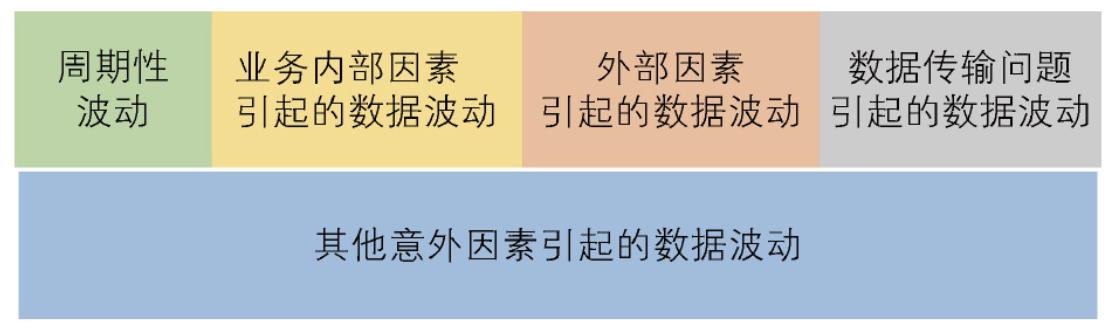 周期性
波动
业务内部因素
引起的数据波动
外部因素
引起的数据波动
数据传输问题
引起的数据波动
其他意外因素引起的数据波动